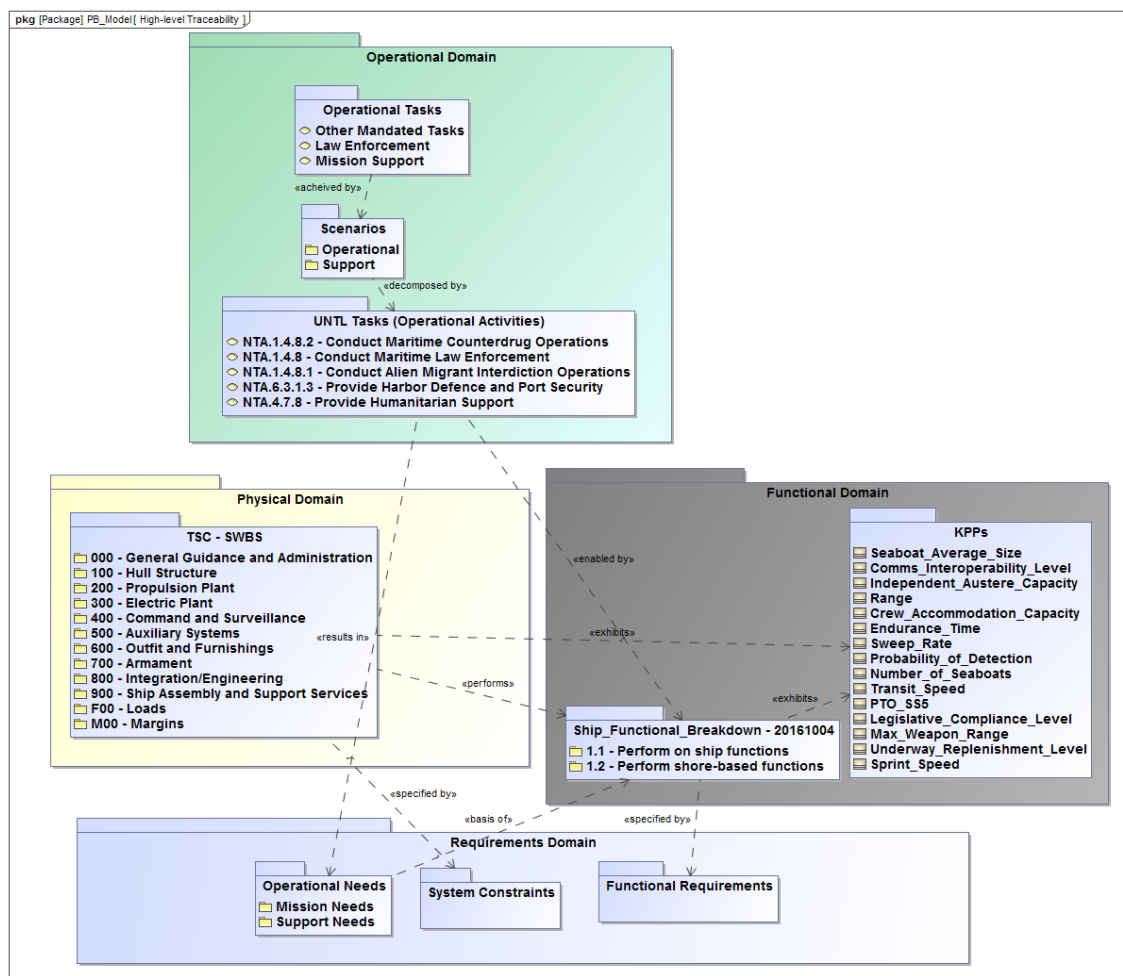 pkg [Package] PB_Model[ High-level Traceability ]
Operational Domain
Operational Tasks
Other Mandated Tasks
Law Enforcement
Mission Support
«acheived by»
Scenarios
Operational
Support
«decomposed by»
UNTL Tasks (Operational Activities)
NTA.1.4.8.2 - Conduct Maritime Counterdrug Operations
NTA.1.4.8 - Conduct Maritime Law Enforcement
NTA.1.4.8.1 - Conduct Alien Migrant Interdiction Operations
NTA.6.3.1.3 - Provide Harbor Defence and Port Security
NTA.4.7.8 - Provide Humanitarian Support
Physical Domain
TSC - SWBS
000 - General Guidance and Administration
100 - Hull Structure
200 - Propulsion Plant
300 - Electric Plant
400 - Command and Surveillance
500 - Auxiliary Systems
600 - Outfit and Furnishings
700 - Armament
800 - Integration/Engineering
900 - Ship Assembly and Support Services
F00 - Loads
M00 - Margins
«results in»
«performs»
«enabled by»
«exhibits»
«exhibits»
Functional Domain
KPPs
Seaboat_Average_Size
Comms_Interoperability_Level
Independent_Austere_Capacity
Range
Crew_Accommodation_Capacity
Endurance_Time
Sweep_Rate
Probability_of_Detection
Number_of_Seaboats
Transit_Speed
PTO_SS5
Legislative_Compliance_Level
Max_Weapon_Range
Underway_Replenishment_Level
Sprint_Speed
Ship_Functional_Breakdown - 20161004
1.1 - Perform on ship functions
1.2 - Perform shore-based functions
«specified by»
«basis of»
«specified by»
Requirements Domain
Operational Needs
Mission Needs
Support Needs
System Constraints
Functional Requirements